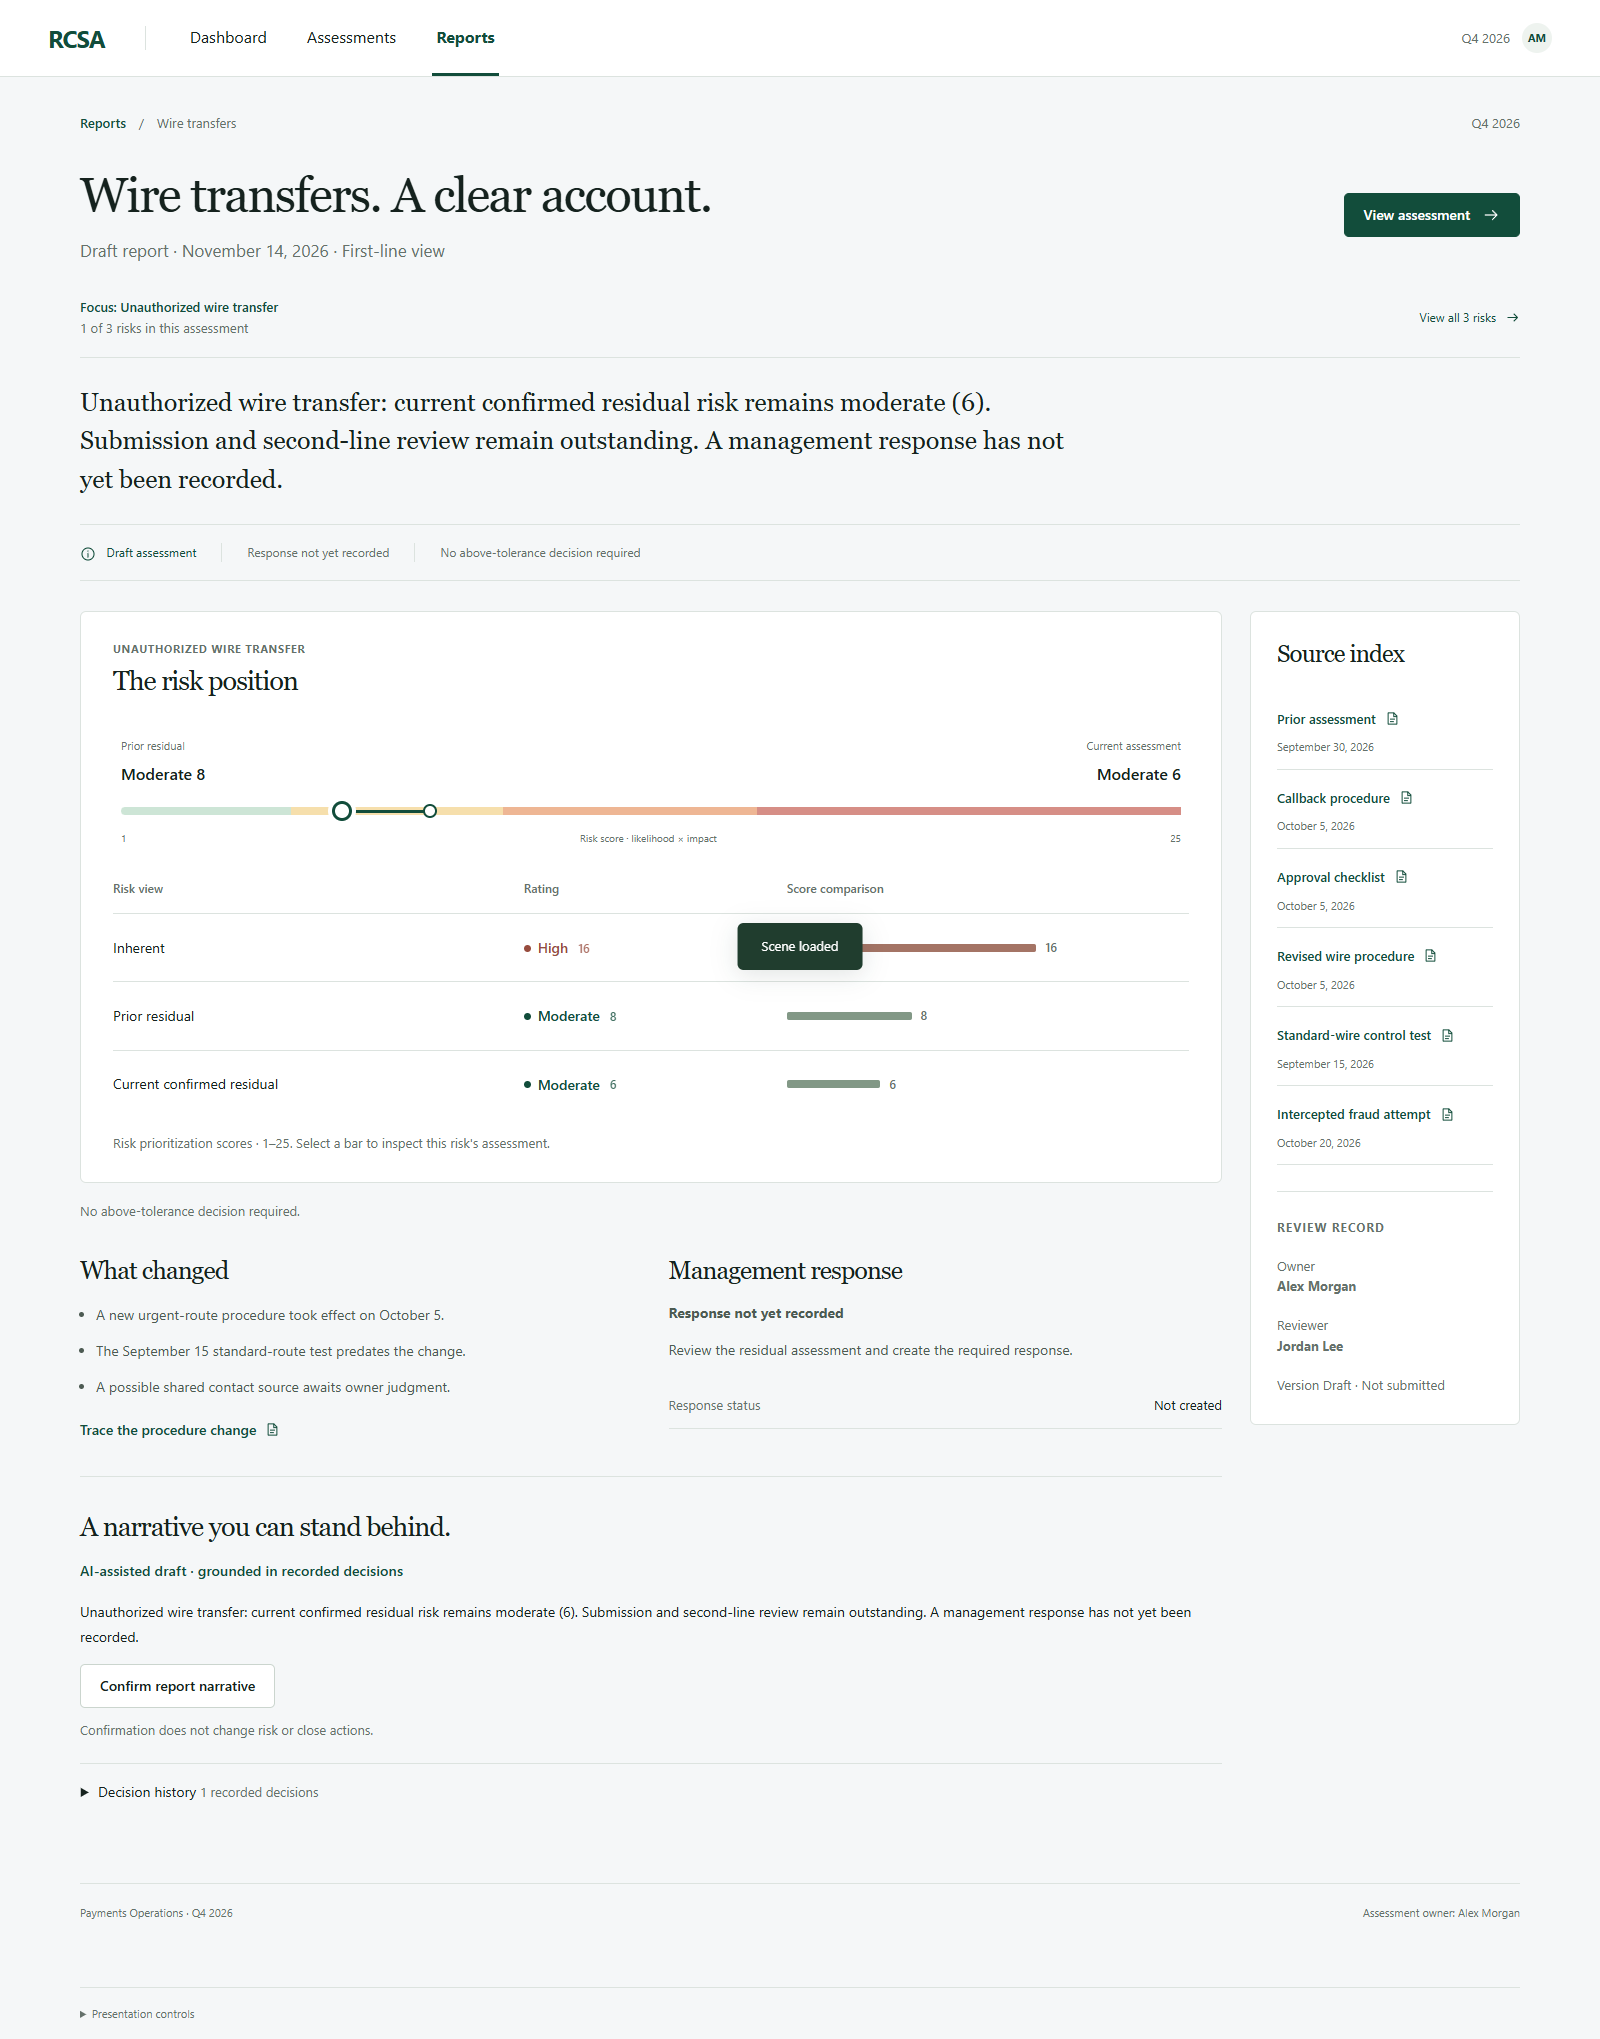 RCSA
Dashboard
Assessments
Reports
Q4 2026
AM
Reports / Wire transfers
Q4 2026
Wire transfers. A clear account.
Draft report · November 14, 2026 · First-line view
View assessment →
Focus: Unauthorized wire transfer
1 of 3 risks in this assessment
View all 3 risks →
Unauthorized wire transfer: current confirmed residual risk remains moderate (6).
Submission and second-line review remain outstanding. A management response has not
yet been recorded.
Draft assessment
Response not yet recorded
No above-tolerance decision required
UNAUTHORIZED WIRE TRANSFER
The risk position
Prior residual
Current assessment
Moderate 8
Moderate 6
1
Risk score · likelihood × impact
25
Risk view
Rating
Score comparison
Inherent
High 16
Scene loaded
16
Prior residual
Moderate 8
8
Current confirmed residual
Moderate 6
6
Risk prioritization scores · 1–25. Select a bar to inspect this risk's assessment.
No above-tolerance decision required.
What changed
• A new urgent-route procedure took effect on October 5.
• The September 15 standard-route test predates the change.
• A possible shared contact source awaits owner judgment.
Trace the procedure change
Management response
Response not yet recorded
Review the residual assessment and create the required response.
Response status
Not created
Source index
Prior assessment
September 30, 2026
Callback procedure
October 5, 2026
Approval checklist
October 5, 2026
Revised wire procedure
October 5, 2026
Standard-wire control test
September 15, 2026
Intercepted fraud attempt
October 20, 2026
REVIEW RECORD
Owner
Alex Morgan
Reviewer
Jordan Lee
Version Draft · Not submitted
A narrative you can stand behind.
AI-assisted draft · grounded in recorded decisions
Unauthorized wire transfer: current confirmed residual risk remains moderate (6). Submission and second-line review remain outstanding. A management response has not yet been
recorded.
Confirm report narrative
Confirmation does not change risk or close actions.
Decision history 1 recorded decisions
Payments Operations · Q4 2026
Assessment owner: Alex Morgan
Presentation controls